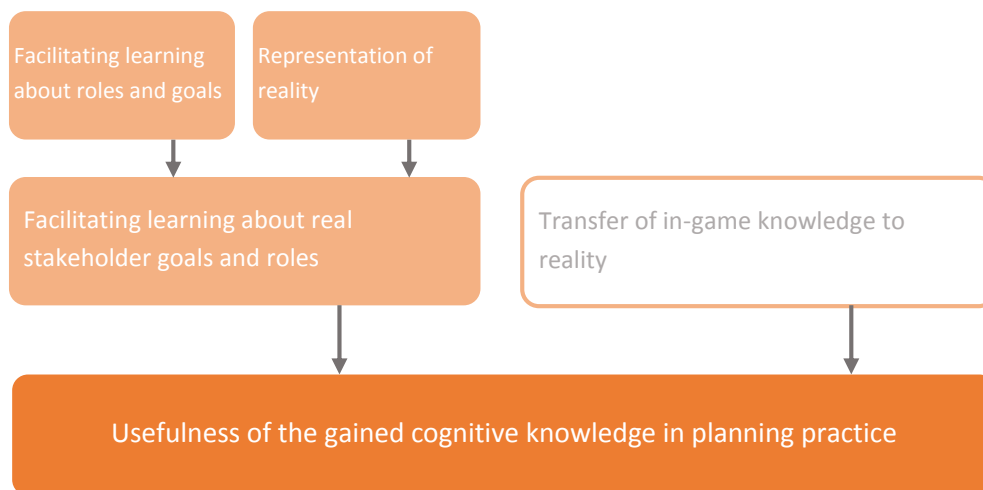 Facilitating learning
about roles and goals
Representation of
reality
Facilitating learning about real
stakeholder goals and roles
Transfer of in-game knowledge to
reality
Usefulness of the gained cognitive knowledge in planning practice